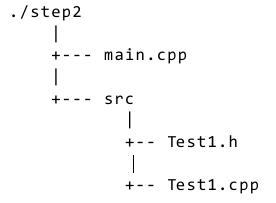 ./step2
|
+--- main.cpp
|
+--- src
|
+-- Test1.h
|
+-- Test1.cpp